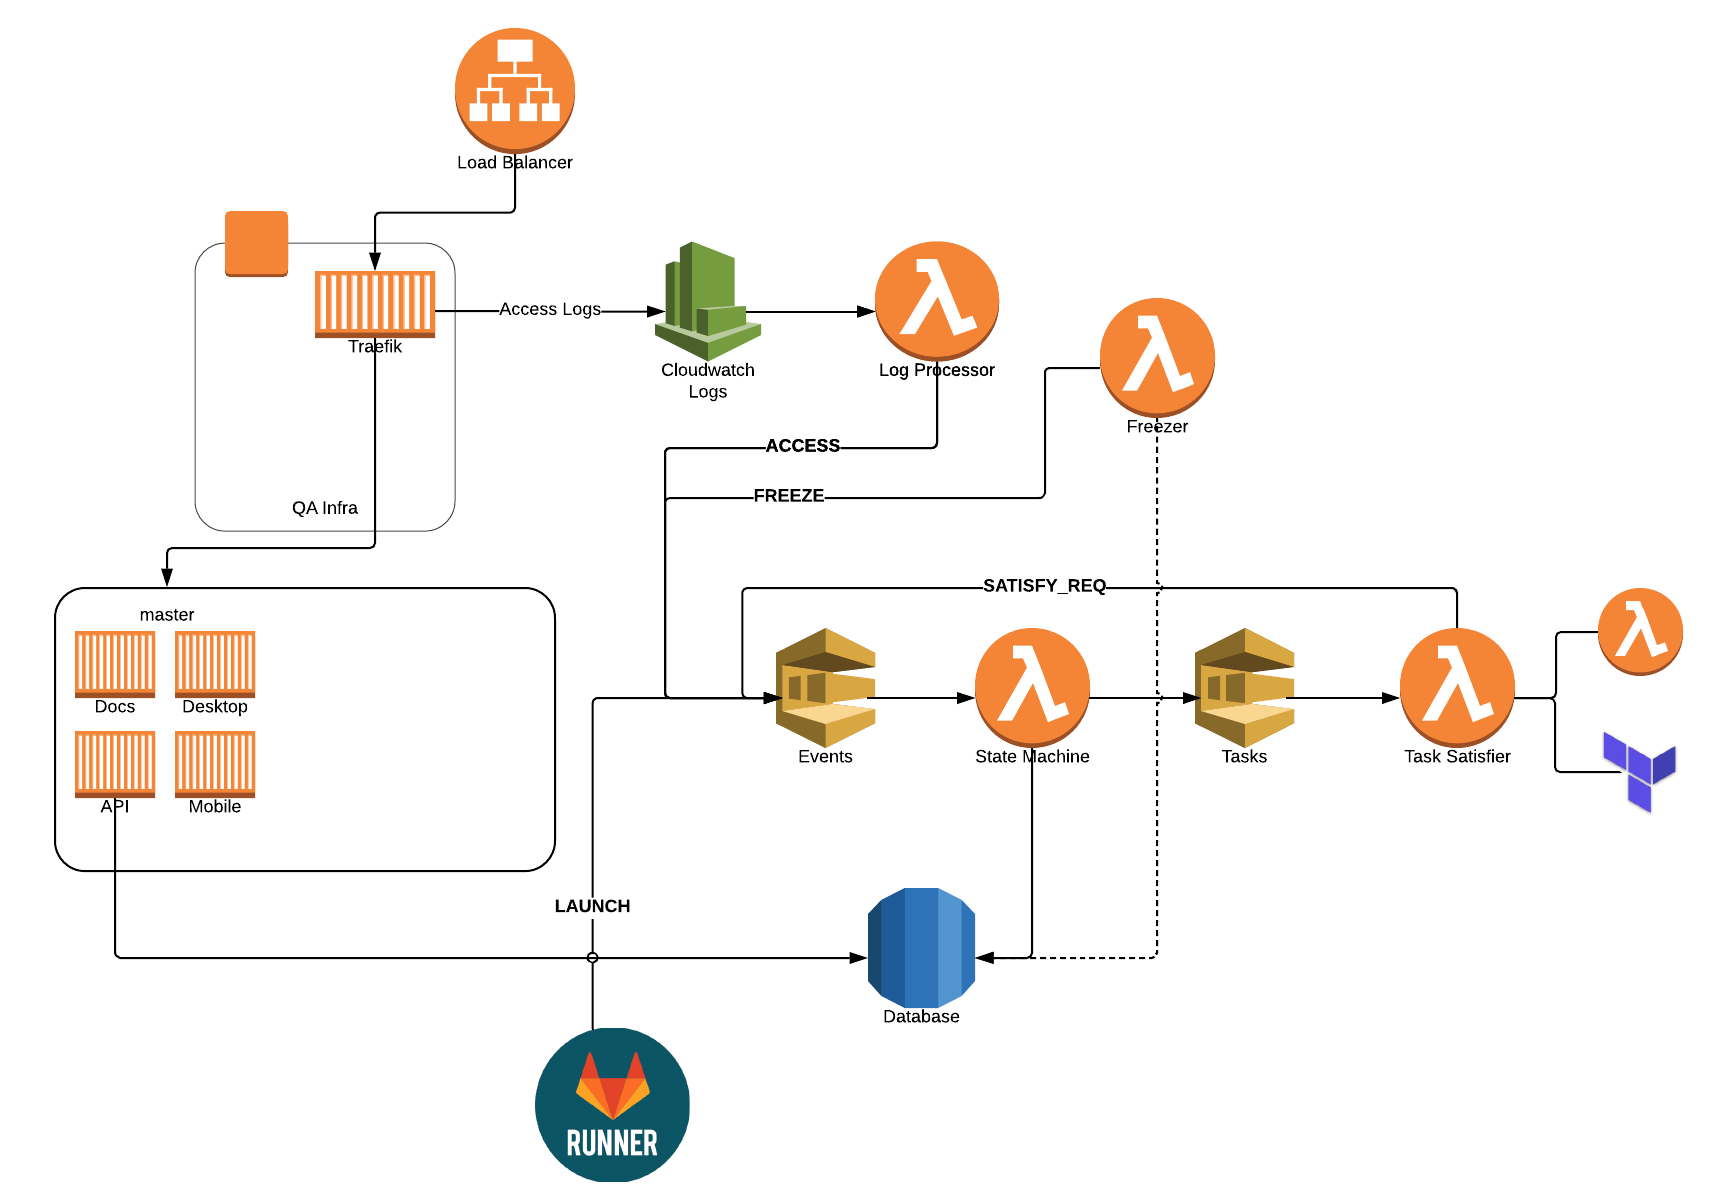 Load Balancer
Access Logs
Traefik
Cloudwatch
Logs
Log Processor
Freezer
ACCESS
FREEZE
QA Infra
SATISFY_REQ
master
Docs
Desktop
Events
State Machine
Tasks
Task Satisfier
API
Mobile
LAUNCH
Database
RUNNER